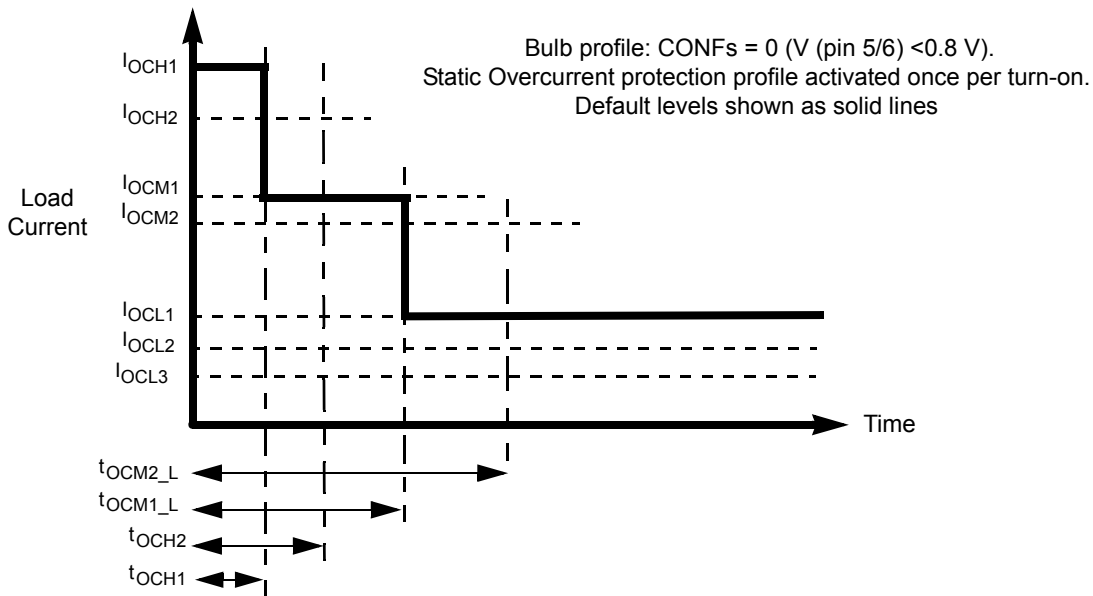 Bulb profile: CONFs = 0 (V (pin 5/6) <0.8 V).
Static Overcurrent protection profile activated once per turn-on.
Default levels shown as solid lines
Load
Current
IOCH1
IOCH2
IOCM1
IOCM2
IOCL1
IOCL2
IOCL3
Time
tOCM2_L
tOCM1_L
tOCH2
tOCH1